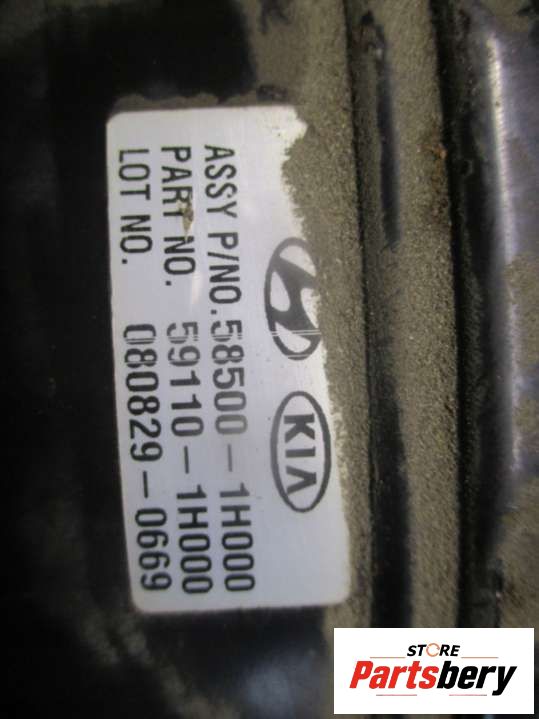 KIA
ASSY P/NO.58500-1H000
PART NO. 59110-1H000
LOT NO. 080829-0669
STORE
Partsbery